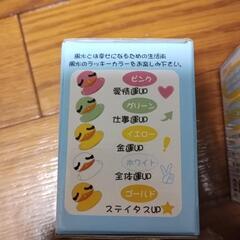 風水とは幸せになるための生活術
風水のラッキーカラーをお楽しみ下さい
ピンク
愛情運UP
グリーン
仕事運UP
イエロー
金運UP
ホワイト
全体運UP
ゴールド
ステイタスUP